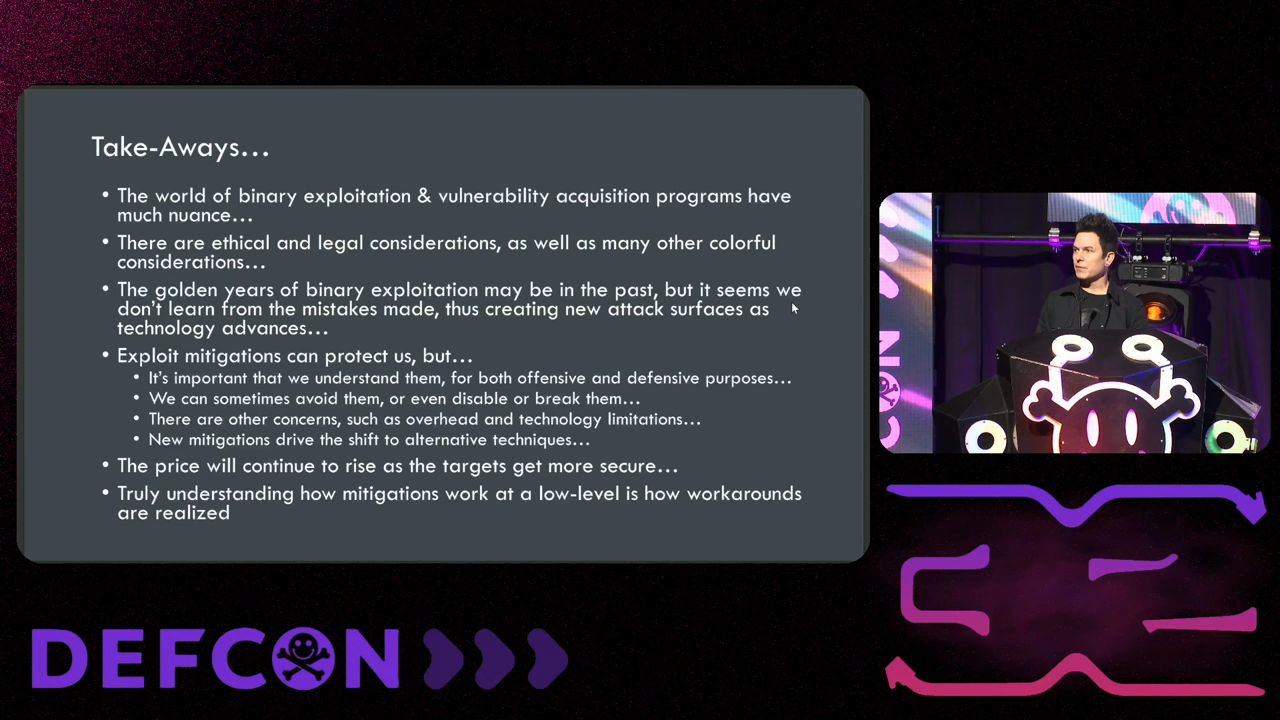 Take-Aways…
• The world of binary exploitation & vulnerability acquisition programs have
much nuance…
• There are ethical and legal considerations, as well as many other colorful
considerations…
• The golden years of binary exploitation may be in the past, but it seems we
don't learn from the mistakes made, thus creating new attack surfaces as
technology advances…
• Exploit mitigations can protect us, but…
• It's important that we understand them, for both offensive and defensive purposes…
• We can sometimes avoid them, or even disable or break them…
• There are other concerns, such as overhead and technology limitations…
• New mitigations drive the shift to alternative techniques…
• The price will continue to rise as the targets get more secure…
• Truly understanding how mitigations work at a low-level is how workarounds
are realized
CON
DEFCON